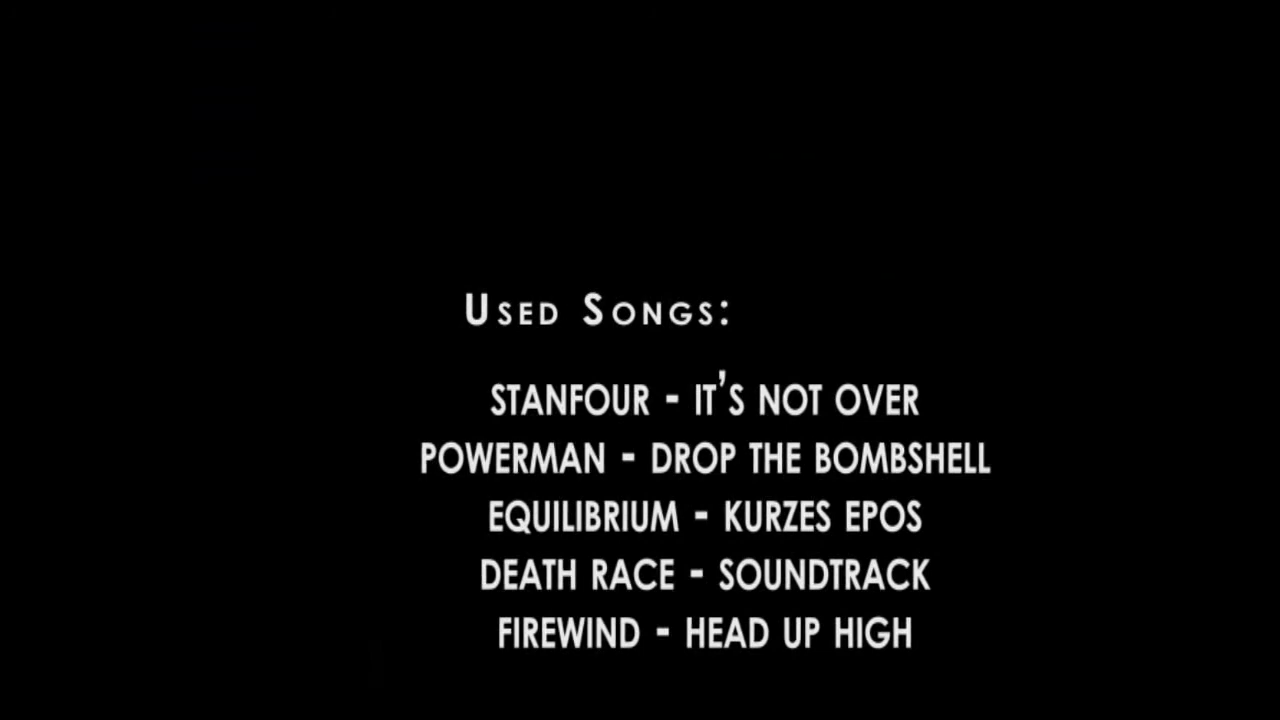 Used Songs:
STANFOUR - IT'S NOT OVER
POWERMAN - DROP THE BOMBSHELL
EQUILIBRIUM - KURZES EPOS
DEATH RACE - SOUNDTRACK
FIREWIND - HEAD UP HIGH